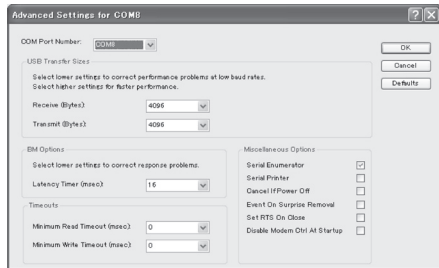 Advanced Settings for COM8
COM Port Number: COM8
OK
Cancel
Defaults
USB Transfer Sizes
Select lower settings to correct performance problems at low baud rates.
Select higher settings for faster performance.
Receive (Bytes): 4096
Transmit (Bytes): 4096
BM Options
Select lower settings to correct response problems.
Latency Timer (msec): 16
Timeouts
Minimum Read Timeout (msec): 0
Minimum Write Timeout (msec): 0
Miscellaneous Options
Serial Enumerator
Serial Printer
Cancel If Power Off
Event On Surprise Removal
Set RTS On Close
Disable Modem Ctrl At Startup